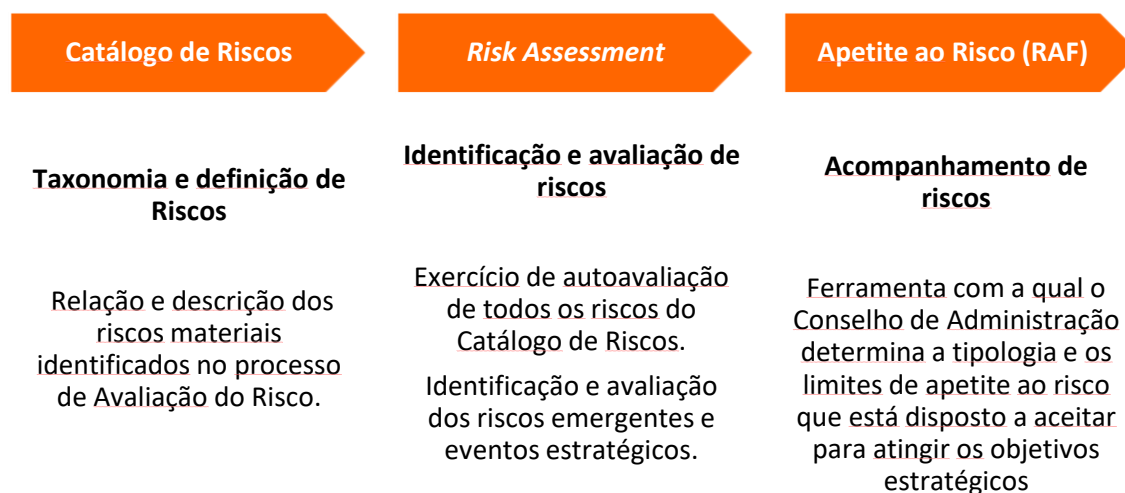 Catálogo de Riscos
Risk Assessment
Apetite ao Risco (RAF)
Taxonomia e definição de
Riscos
Relação e descrição dos
riscos materiais
identificados no processo
de Avaliação do Risco.
Identificação e avaliação de
riscos
Exercício de autoavaliação
de todos os riscos do
Catálogo de Riscos.
Identificação e avaliação
dos riscos emergentes e
eventos estratégicos.
Acompanhamento de
riscos
Ferramenta com a qual o
Conselho de Administração
determina a tipologia e os
limites de apetite ao risco
que está disposto a aceitar
para atingir os objetivos
estratégicos